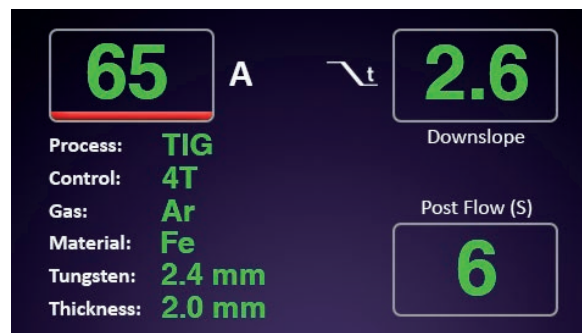 65 A
t 2.6
Downslope
Process: TIG
Control: 4T
Gas: Ar
Material: Fe
Tungsten: 2.4 mm
Thickness: 2.0 mm
Post Flow (S)
6